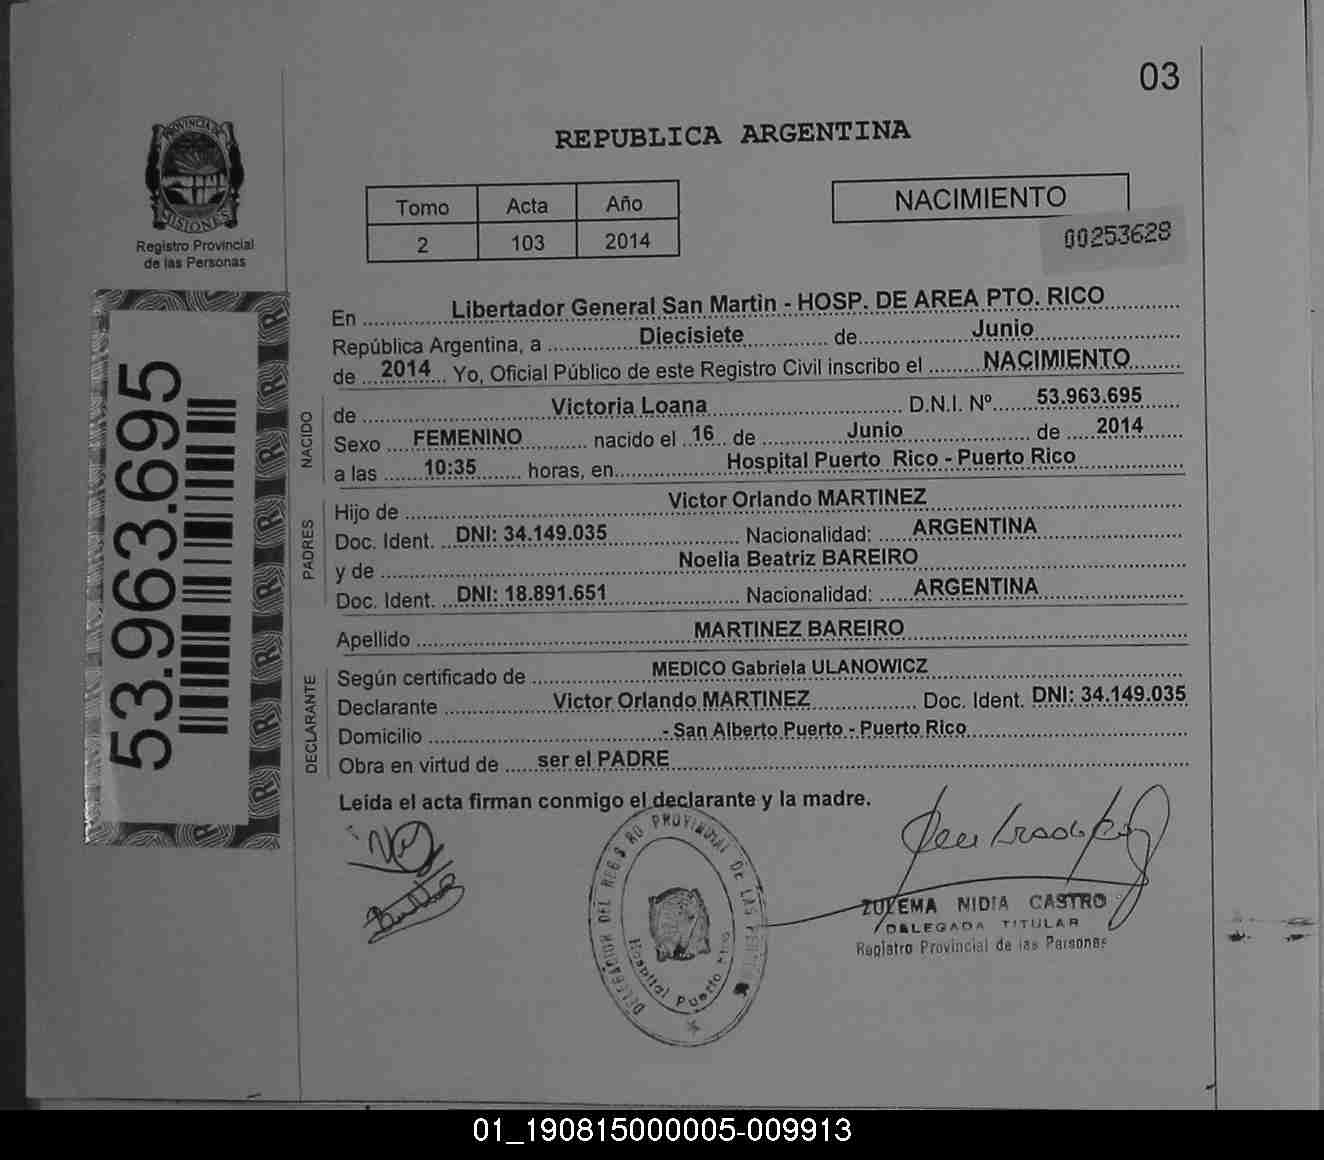 03
PROVINCIA DE
MISIONES
Registro Provincial
de las Personas
REPUBLICA ARGENTINA
Tomo Acta Año
2 103 2014
NACIMIENTO
00253628
53.963.695
En Libertador General San Martin - HOSP. DE AREA PTO. RICO
República Argentina, a Diecisiete de Junio
de 2014 Yo, Oficial Público de este Registro Civil inscribo el NACIMIENTO
NACIDO
de Victoria Loana D.N.I. Nº 53.963.695
Sexo FEMENINO nacido el 16 de Junio de 2014
a las 10:35 horas, en Hospital Puerto Rico - Puerto Rico
PADRES
Hijo de Victor Orlando MARTINEZ
Doc. Ident. DNI: 34.149.035 Nacionalidad: ARGENTINA
y de Noelia Beatriz BAREIRO
Doc. Ident. DNI: 18.891.651 Nacionalidad: ARGENTINA
Apellido MARTINEZ BAREIRO
DECLARANTE
Según certificado de MEDICO Gabriela ULANOWICZ
Declarante Victor Orlando MARTINEZ Doc. Ident. DNI: 34.149.035
Domicilio - San Alberto Puerto - Puerto Rico
Obra en virtud de ser el PADRE
Leida el acta firman conmigo el declarante y la madre.
PROVINCIAL DE LAS
Hospital Puerto Rico
ZULEMA NIDIA CASTRO
DELEGADA TITULAR
Registro Provincial de las Personas
01_190815000005-009913